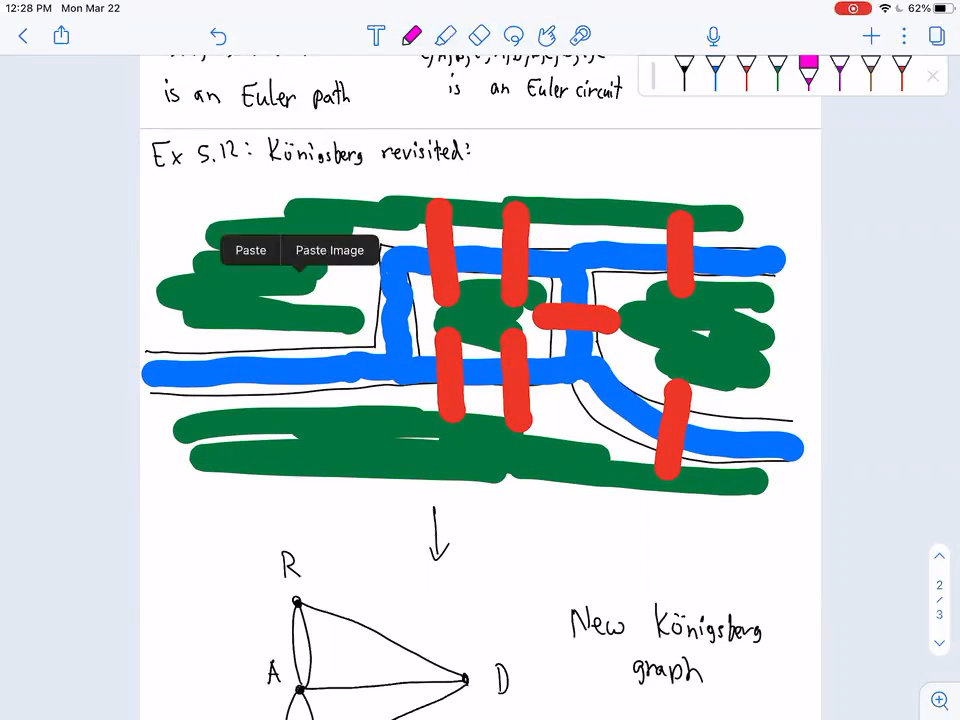 12:28 PM Mon Mar 22
62%
is an Euler path
is an Euler circuit
Ex 5.12: Königsberg revisited:
Paste
Paste Image
R
A
D
New Königsberg
graph
2
/
3